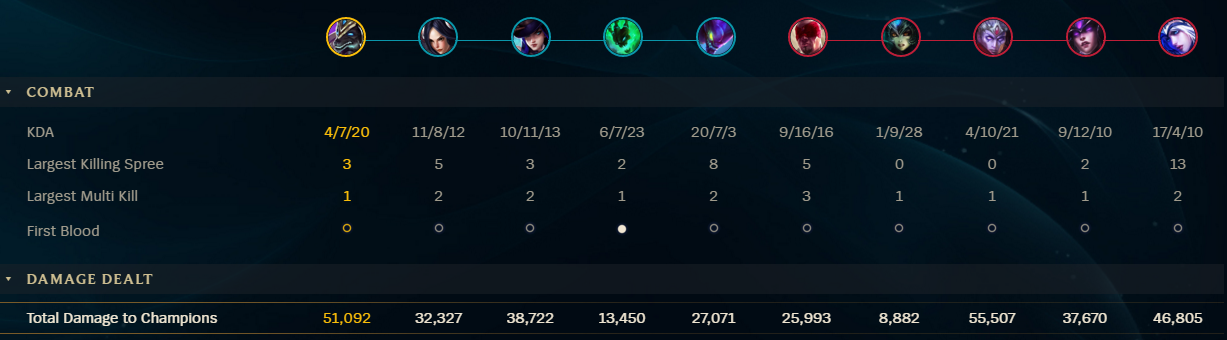 COMBAT
KDA 4/7/20 11/8/12 10/11/13 6/7/23 20/7/3 9/16/16 1/9/28 4/10/21 9/12/10 17/4/10
Largest Killing Spree 3 5 3 2 8 5 0 0 2 13
Largest Multi Kill 1 2 2 1 2 3 1 1 1 2
First Blood
DAMAGE DEALT
Total Damage to Champions 51,092 32,327 38,722 13,450 27,071 25,993 8,882 55,507 37,670 46,805